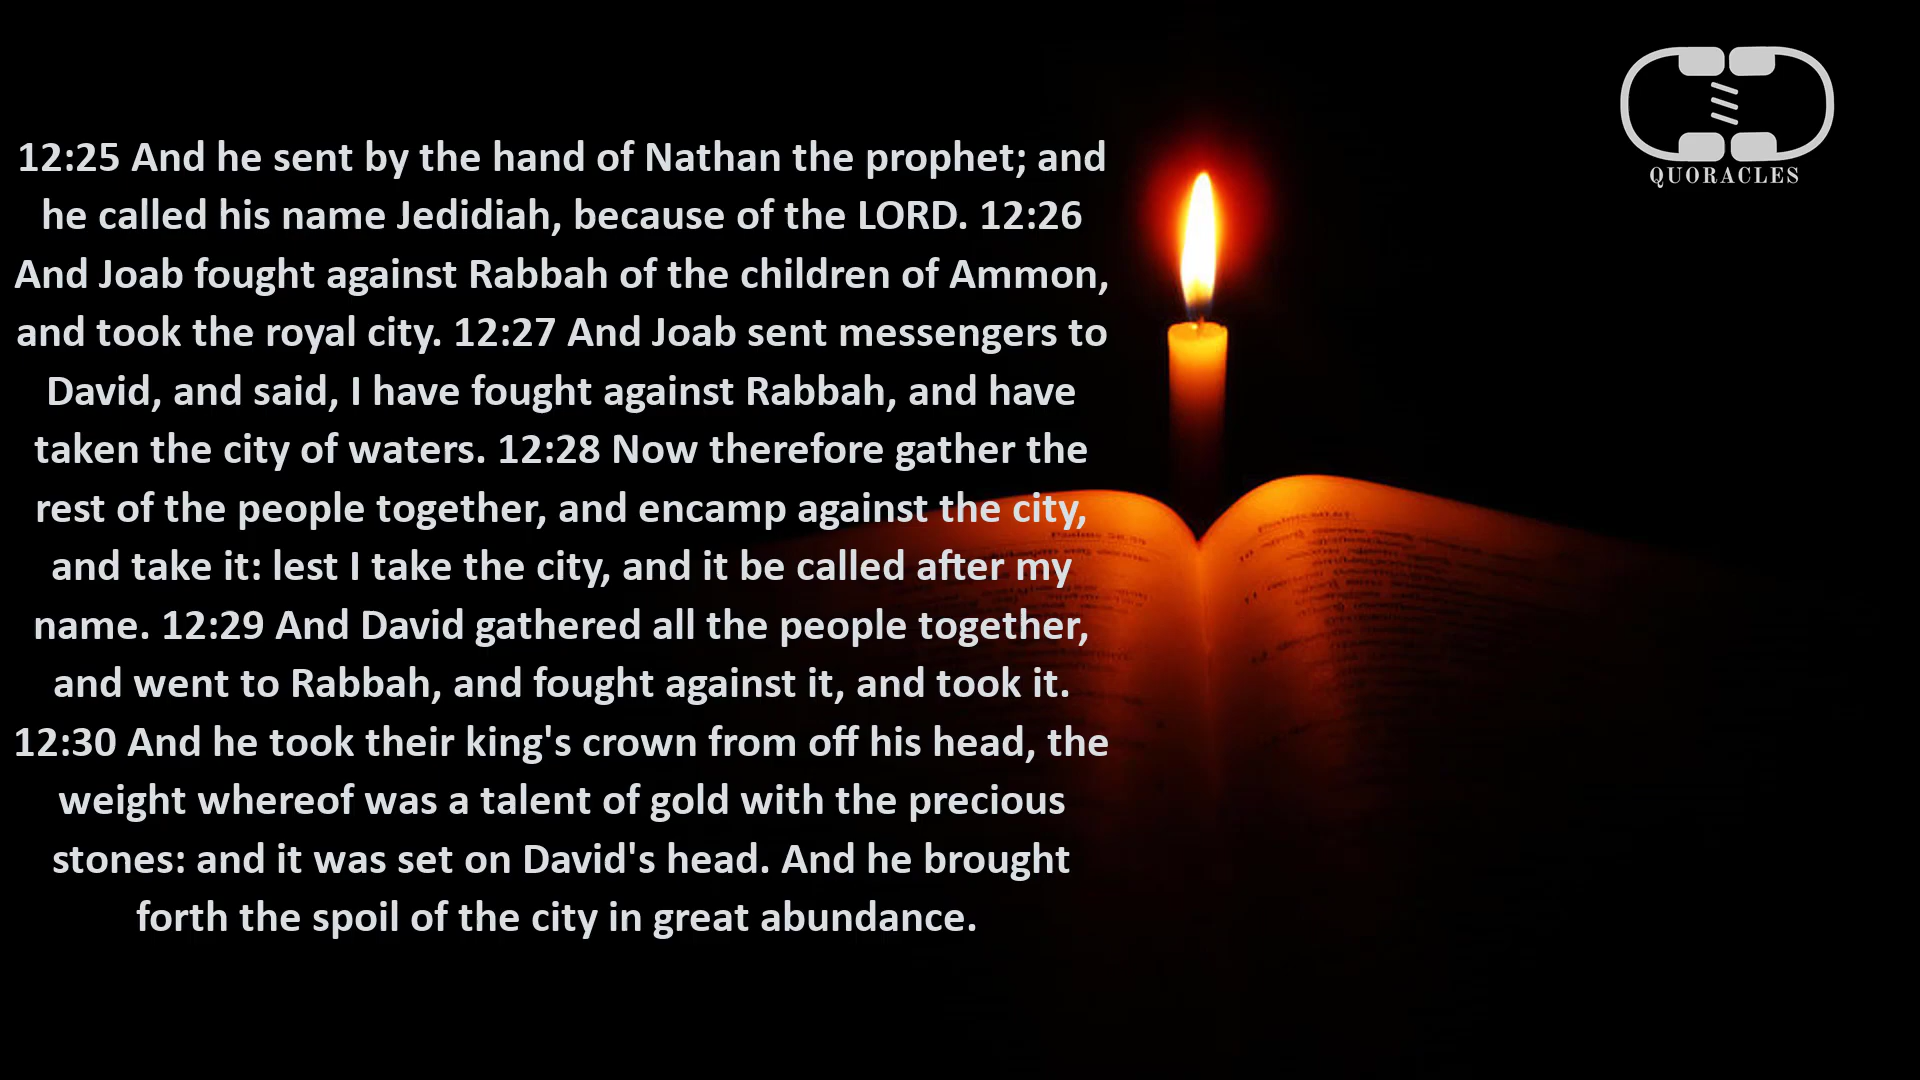 12:25 And he sent by the hand of Nathan the prophet; and
he called his name Jedidiah, because of the LORD. 12:26
And Joab fought against Rabbah of the children of Ammon,
and took the royal city. 12:27 And Joab sent messengers to
David, and said, I have fought against Rabbah, and have
taken the city of waters. 12:28 Now therefore gather the
rest of the people together, and encamp against the city,
and take it: lest I take the city, and it be called after my
name. 12:29 And David gathered all the people together,
and went to Rabbah, and fought against it, and took it.
12:30 And he took their king's crown from off his head, the
weight whereof was a talent of gold with the precious
stones: and it was set on David's head. And he brought
forth the spoil of the city in great abundance.
QUORACLES